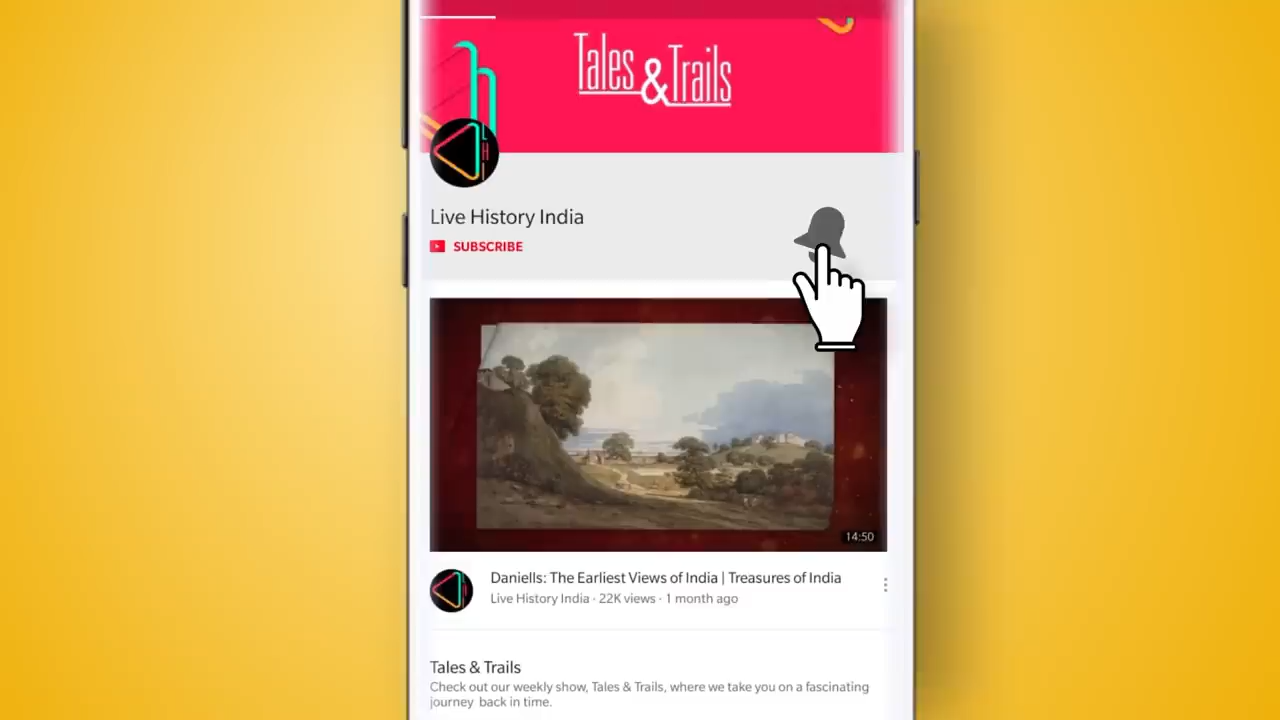 Tales & Trails
LHI
Live History India
SUBSCRIBE
14:50
Daniells: The Earliest Views of India | Treasures of India
Live History India · 22K views · 1 month ago
Tales & Trails
Check out our weekly show, Tales & Trails, where we take you on a fascinating
journey back in time.